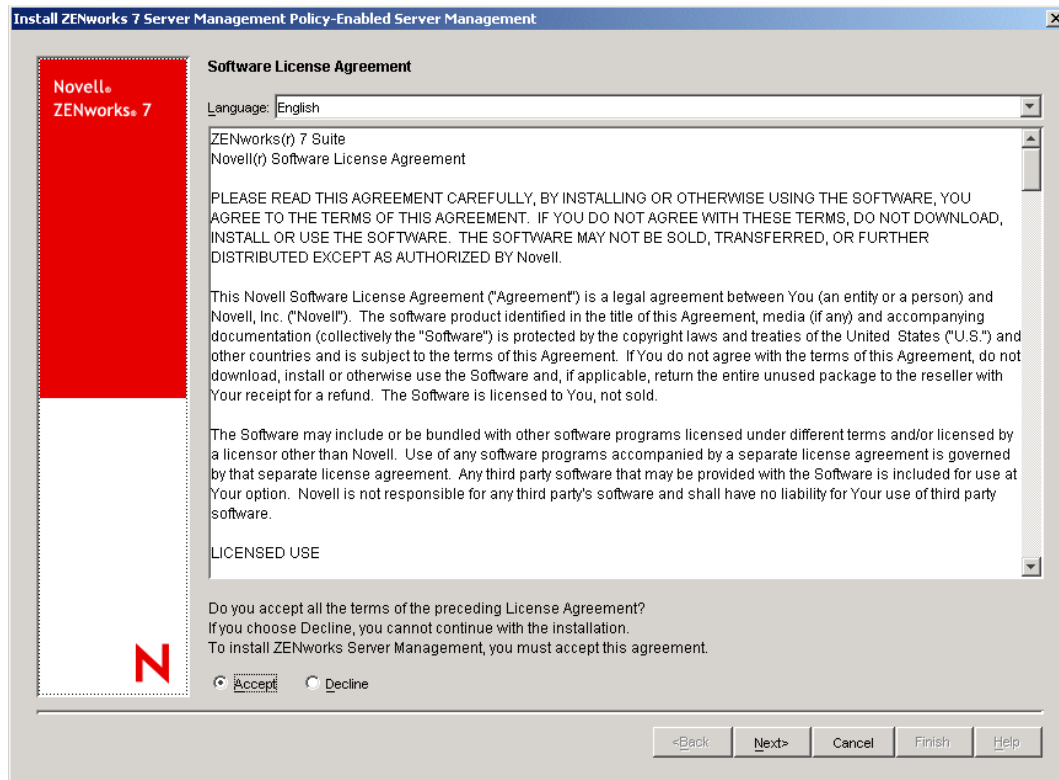 Install ZENworks 7 Server Management Policy-Enabled Server Management
Novell®
ZENworks® 7
Software License Agreement
Language: English
ZENworks(r) 7 Suite
Novell(r) Software License Agreement
PLEASE READ THIS AGREEMENT CAREFULLY, BY INSTALLING OR OTHERWISE USING THE SOFTWARE, YOU
AGREE TO THE TERMS OF THIS AGREEMENT.  IF YOU DO NOT AGREE WITH THESE TERMS, DO NOT DOWNLOAD,
INSTALL OR USE THE SOFTWARE.  THE SOFTWARE MAY NOT BE SOLD, TRANSFERRED, OR FURTHER
DISTRIBUTED EXCEPT AS AUTHORIZED BY Novell.
This Novell Software License Agreement ("Agreement") is a legal agreement between You (an entity or a person) and
Novell, Inc. ("Novell").  The software product identified in the title of this Agreement, media (if any) and accompanying
documentation (collectively the "Software") is protected by the copyright laws and treaties of the United  States ("U.S.") and
other countries and is subject to the terms of this Agreement.  If You do not agree with the terms of this Agreement, do not
download, install or otherwise use the Software and, if applicable, return the entire unused package to the reseller with
Your receipt for a refund.  The Software is licensed to You, not sold.
The Software may include or be bundled with other software programs licensed under different terms and/or licensed by
a licensor other than Novell.  Use of any software programs accompanied by a separate license agreement is governed
by that separate license agreement.  Any third party software that may be provided with the Software is included for use at
Your option.  Novell is not responsible for any third party's software and shall have no liability for Your use of third party
software.
LICENSED USE
Do you accept all the terms of the preceding License Agreement?
If you choose Decline, you cannot continue with the installation.
To install ZENworks Server Management, you must accept this agreement.
N
Accept Decline
<Back Next> Cancel Finish Help